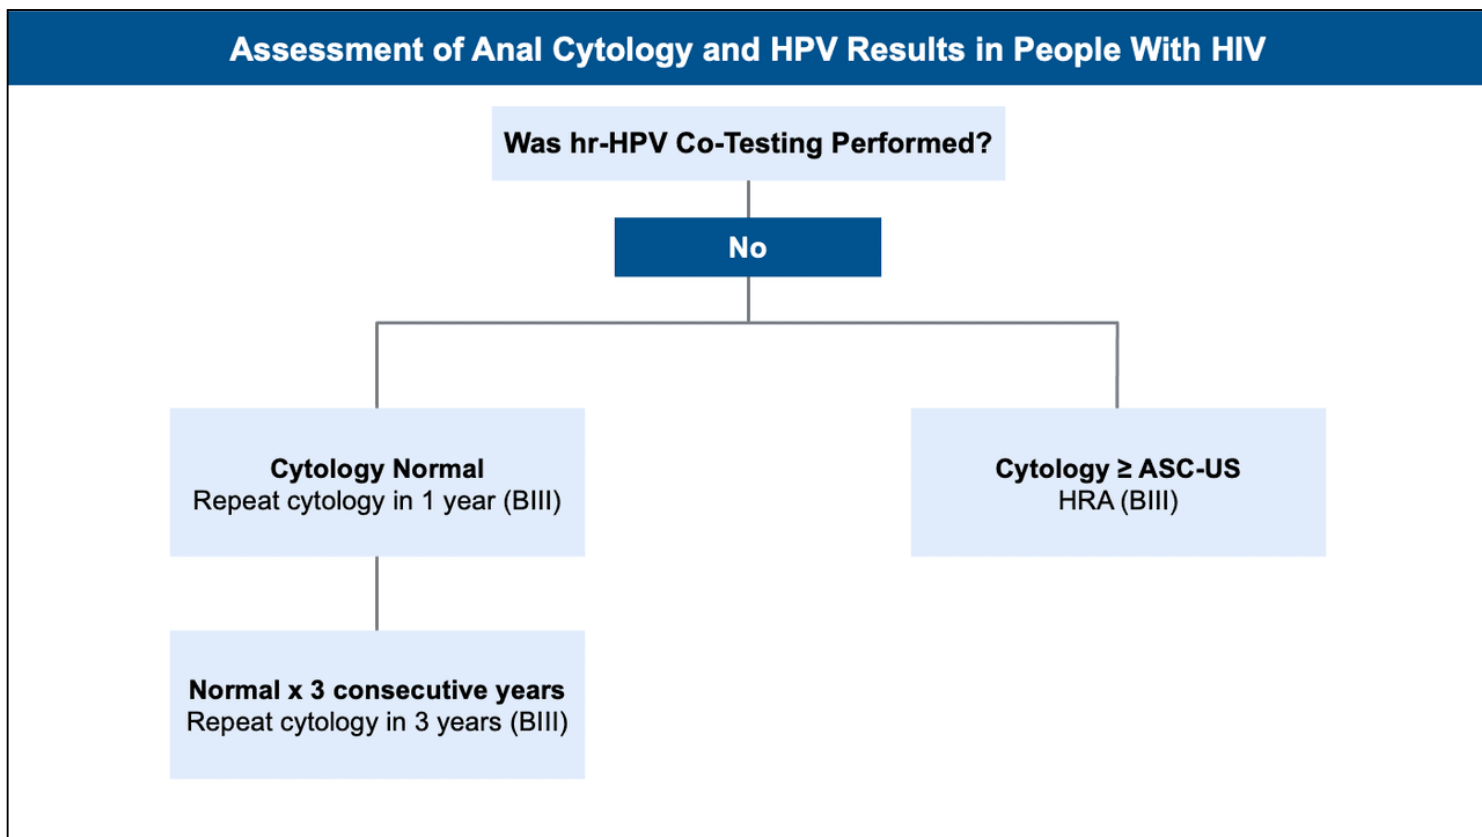 Assessment of Anal Cytology and HPV Results in People With HIV
Was hr-HPV Co-Testing Performed?
No
Cytology Normal
Repeat cytology in 1 year (BIII)
Cytology ≥ ASC-US
HRA (BIII)
Normal x 3 consecutive years
Repeat cytology in 3 years (BIII)